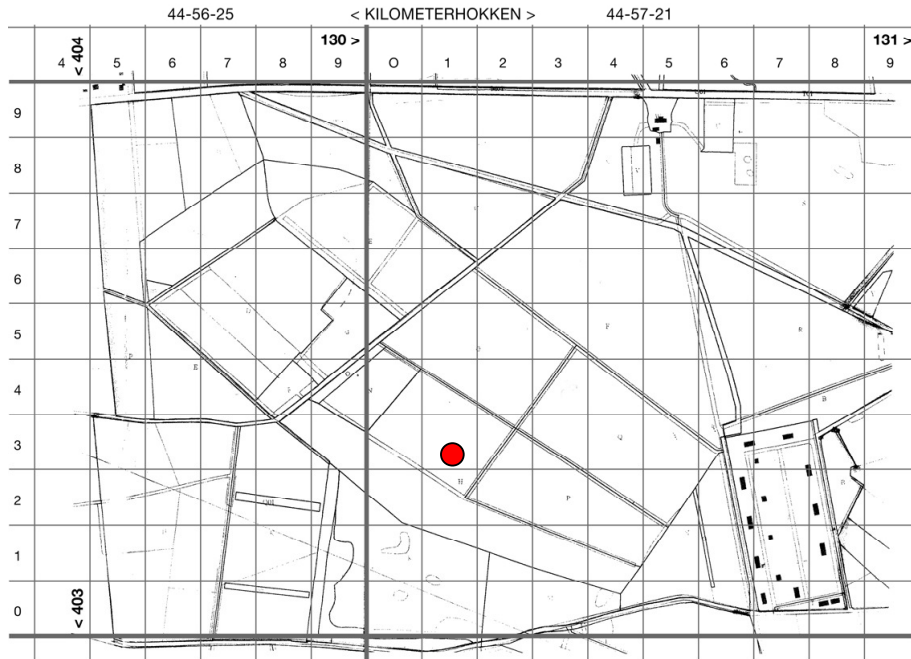 44-56-25 < KILOMETERHOKKEN > 44-57-21
130 > 131 >
4 5 6 7 8 9 O 1 2 3 4 5 6 7 8 9
< 404
9
8
7
6
5
4
3
2
1
0
< 403
E
F
R
E
R
Q
H
P
R